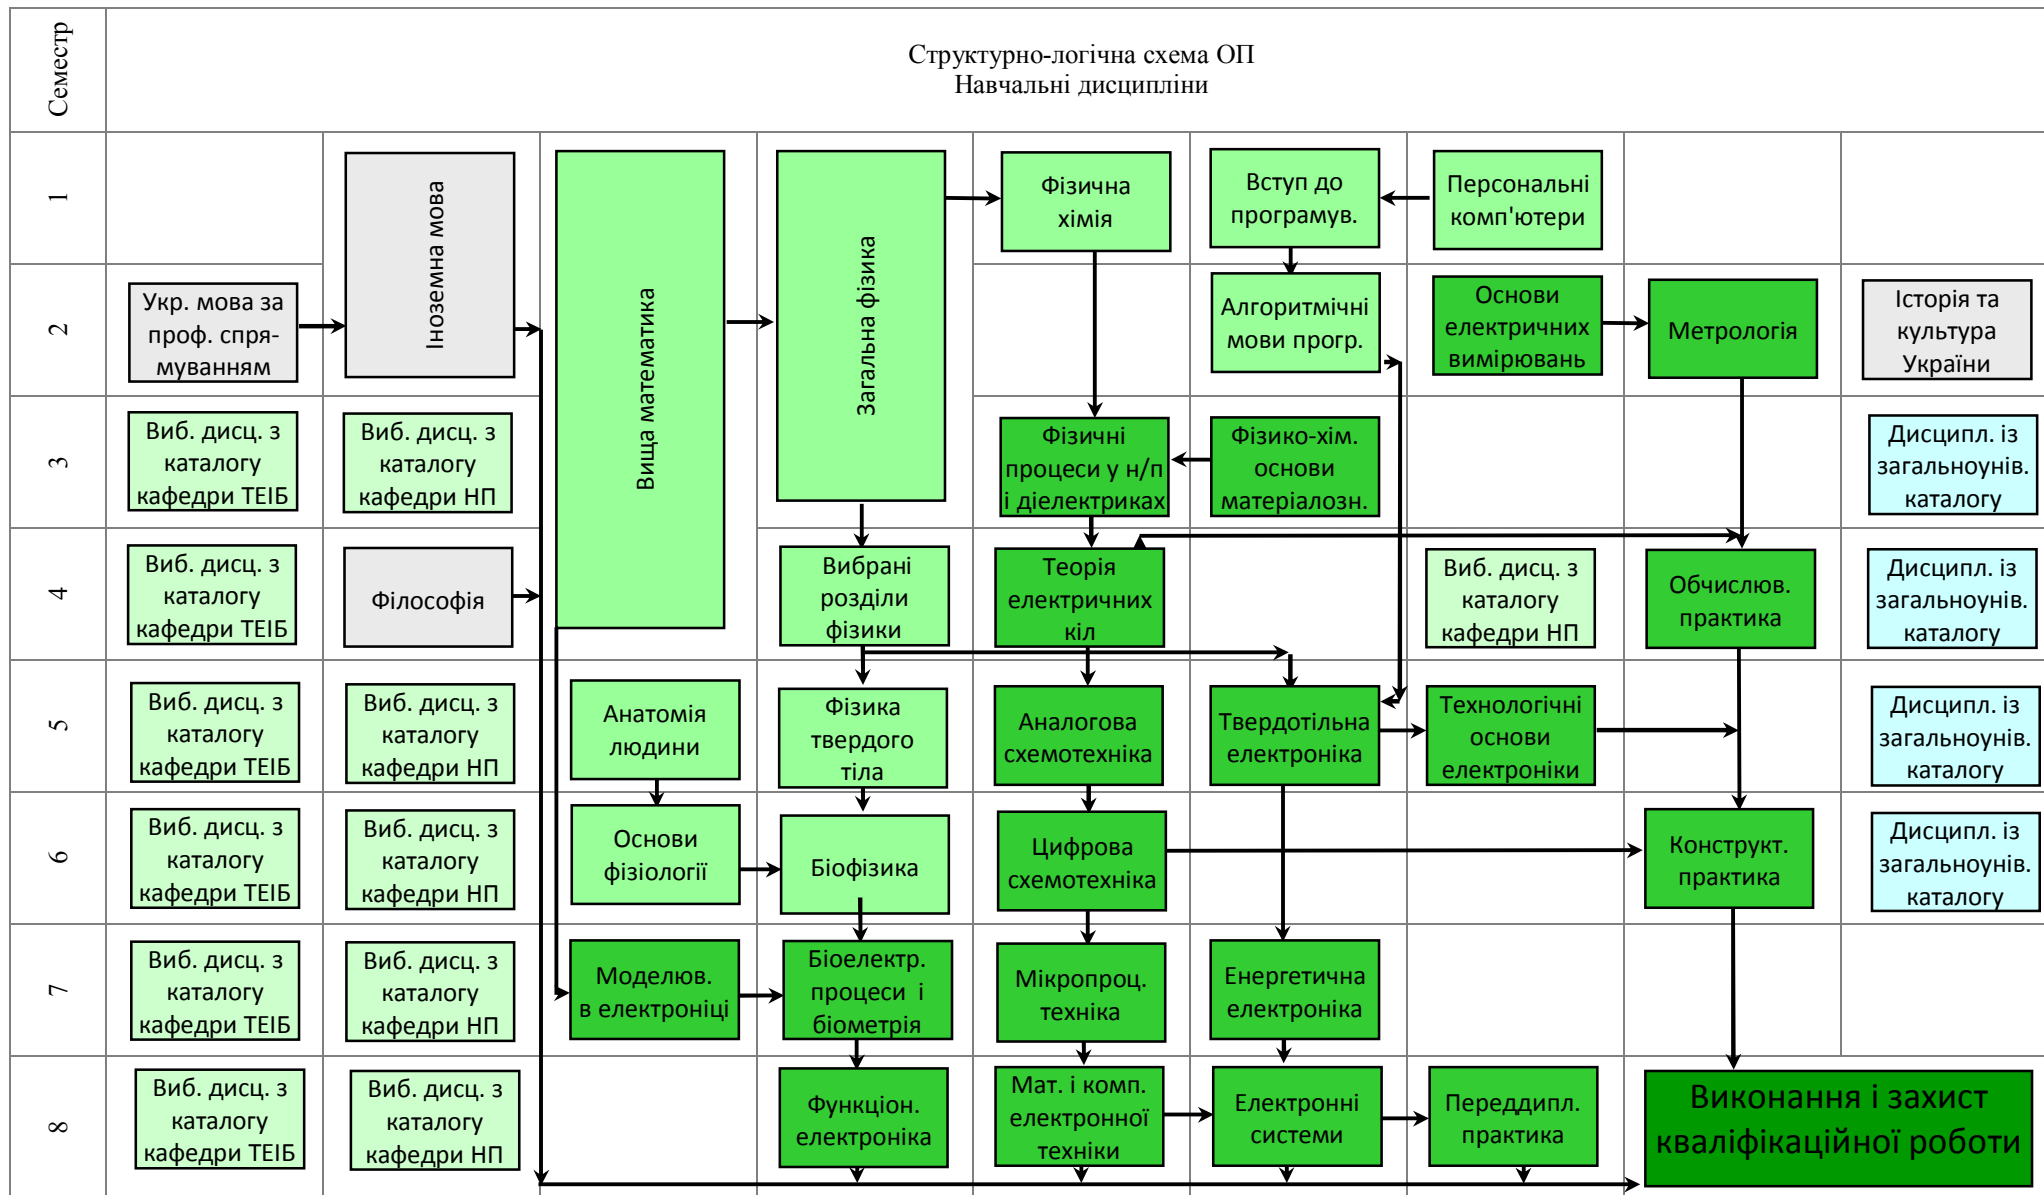 Семестр
Структурно-логічна схема ОП
Навчальні дисципліни
1
Іноземна мова
Вища математика
Загальна фізика
Фізична
хімія
Вступ до
програмув.
Персональні
комп'ютери
2
Укр. мова за
проф. спря-
муванням
Алгоритмічні
мови прогр.
Основи
електричних
вимірювань
Метрологія
Історія та
культура
України
3
Виб. дисц. з
каталогу
кафедри ТЕІБ
Виб. дисц. з
каталогу
кафедри НП
Фізичні
процеси у н/п
і діелектриках
Фізико-хім.
основи
матеріалозн.
Дисципл. із
загальноунів.
каталогу
4
Виб. дисц. з
каталогу
кафедри ТЕІБ
Філософія
Вибрані
розділи
фізики
Теорія
електричних
кіл
Виб. дисц. з
каталогу
кафедри НП
Обчислюв.
практика
Дисципл. із
загальноунів.
каталогу
5
Виб. дисц. з
каталогу
кафедри ТЕІБ
Виб. дисц. з
каталогу
кафедри НП
Анатомія
людини
Фізика
твердого
тіла
Аналогова
схемотехніка
Твердотільна
електроніка
Технологічні
основи
електроніки
Дисципл. із
загальноунів.
каталогу
6
Виб. дисц. з
каталогу
кафедри ТЕІБ
Виб. дисц. з
каталогу
кафедри НП
Основи
фізіології
Біофізика
Цифрова
схемотехніка
Конструкт.
практика
Дисципл. із
загальноунів.
каталогу
7
Виб. дисц. з
каталогу
кафедри ТЕІБ
Виб. дисц. з
каталогу
кафедри НП
Моделюв.
в електроніці
Біоелектр.
процеси і
біометрія
Мікропроц.
техніка
Енергетична
електроніка
8
Виб. дисц. з
каталогу
кафедри ТЕІБ
Виб. дисц. з
каталогу
кафедри НП
Функціон.
електроніка
Мат. і комп.
електронної
техніки
Електронні
системи
Переддипл.
практика
Виконання і захист
кваліфікаційної роботи